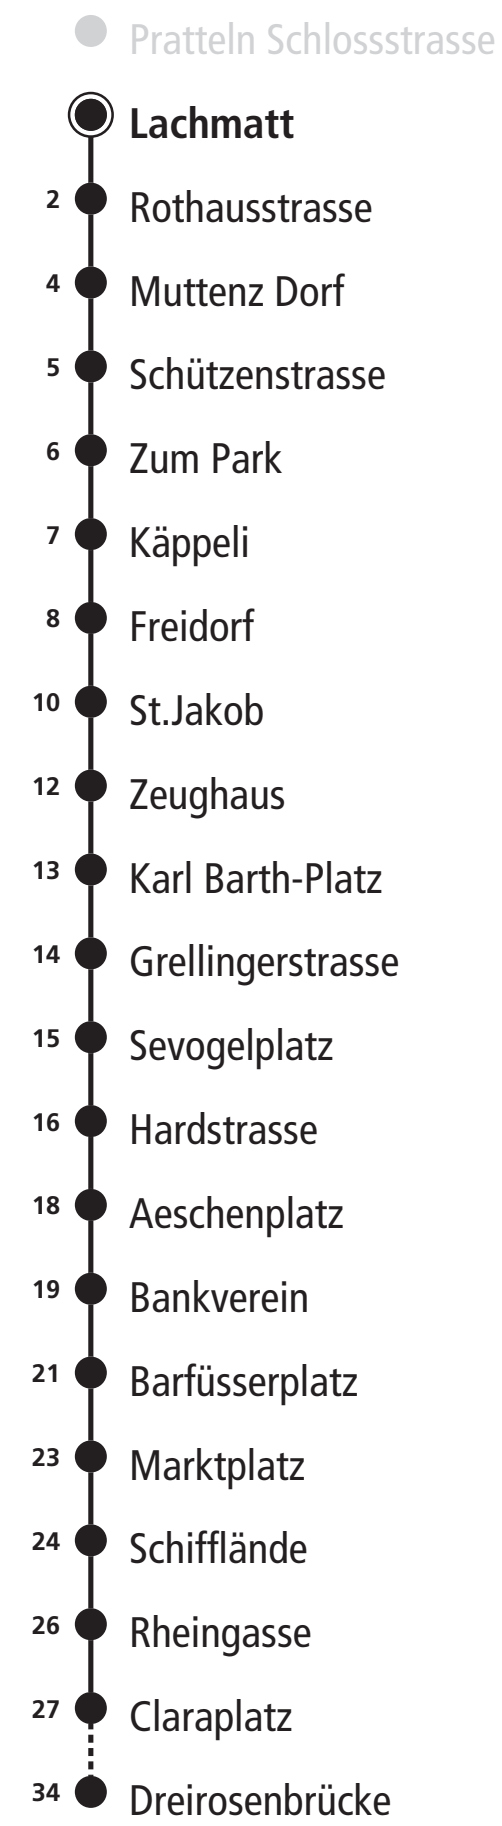 Pratteln Schlossstrasse
Lachmatt
2 Rothausstrasse
4 Muttenz Dorf
5 Schützenstrasse
6 Zum Park
7 Käppeli
8 Freidorf
10 St.Jakob
12 Zeughaus
13 Karl Barth-Platz
14 Grellingerstrasse
15 Sevogelplatz
16 Hardstrasse
18 Aeschenplatz
19 Bankverein
21 Barfüsserplatz
23 Marktplatz
24 Schifflände
26 Rheingasse
27 Claraplatz
34 Dreirosenbrücke